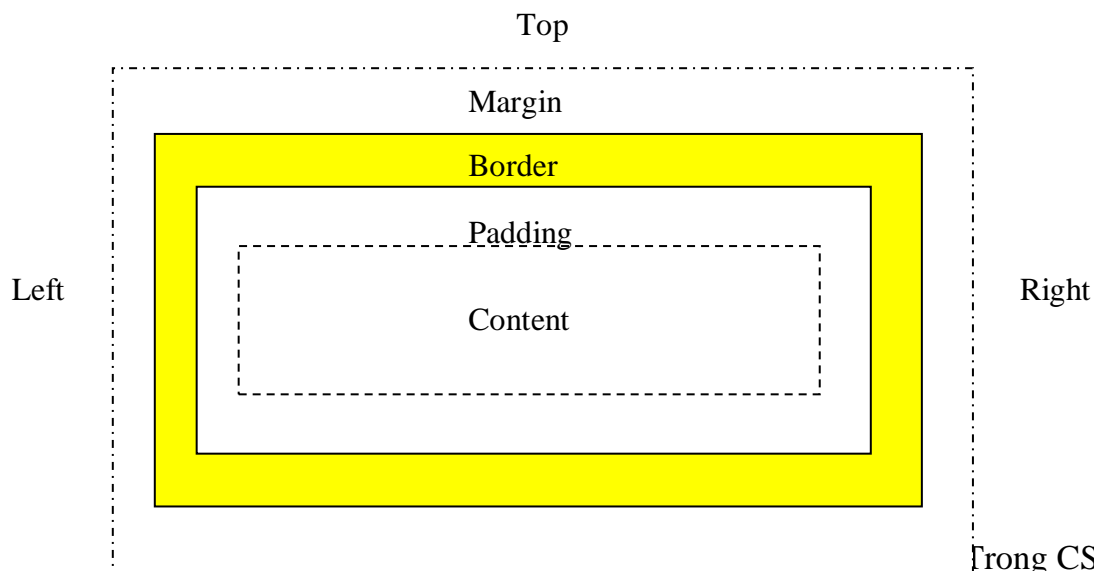 Top
Margin
Border
Padding
Left
Right
Content
Trong CS